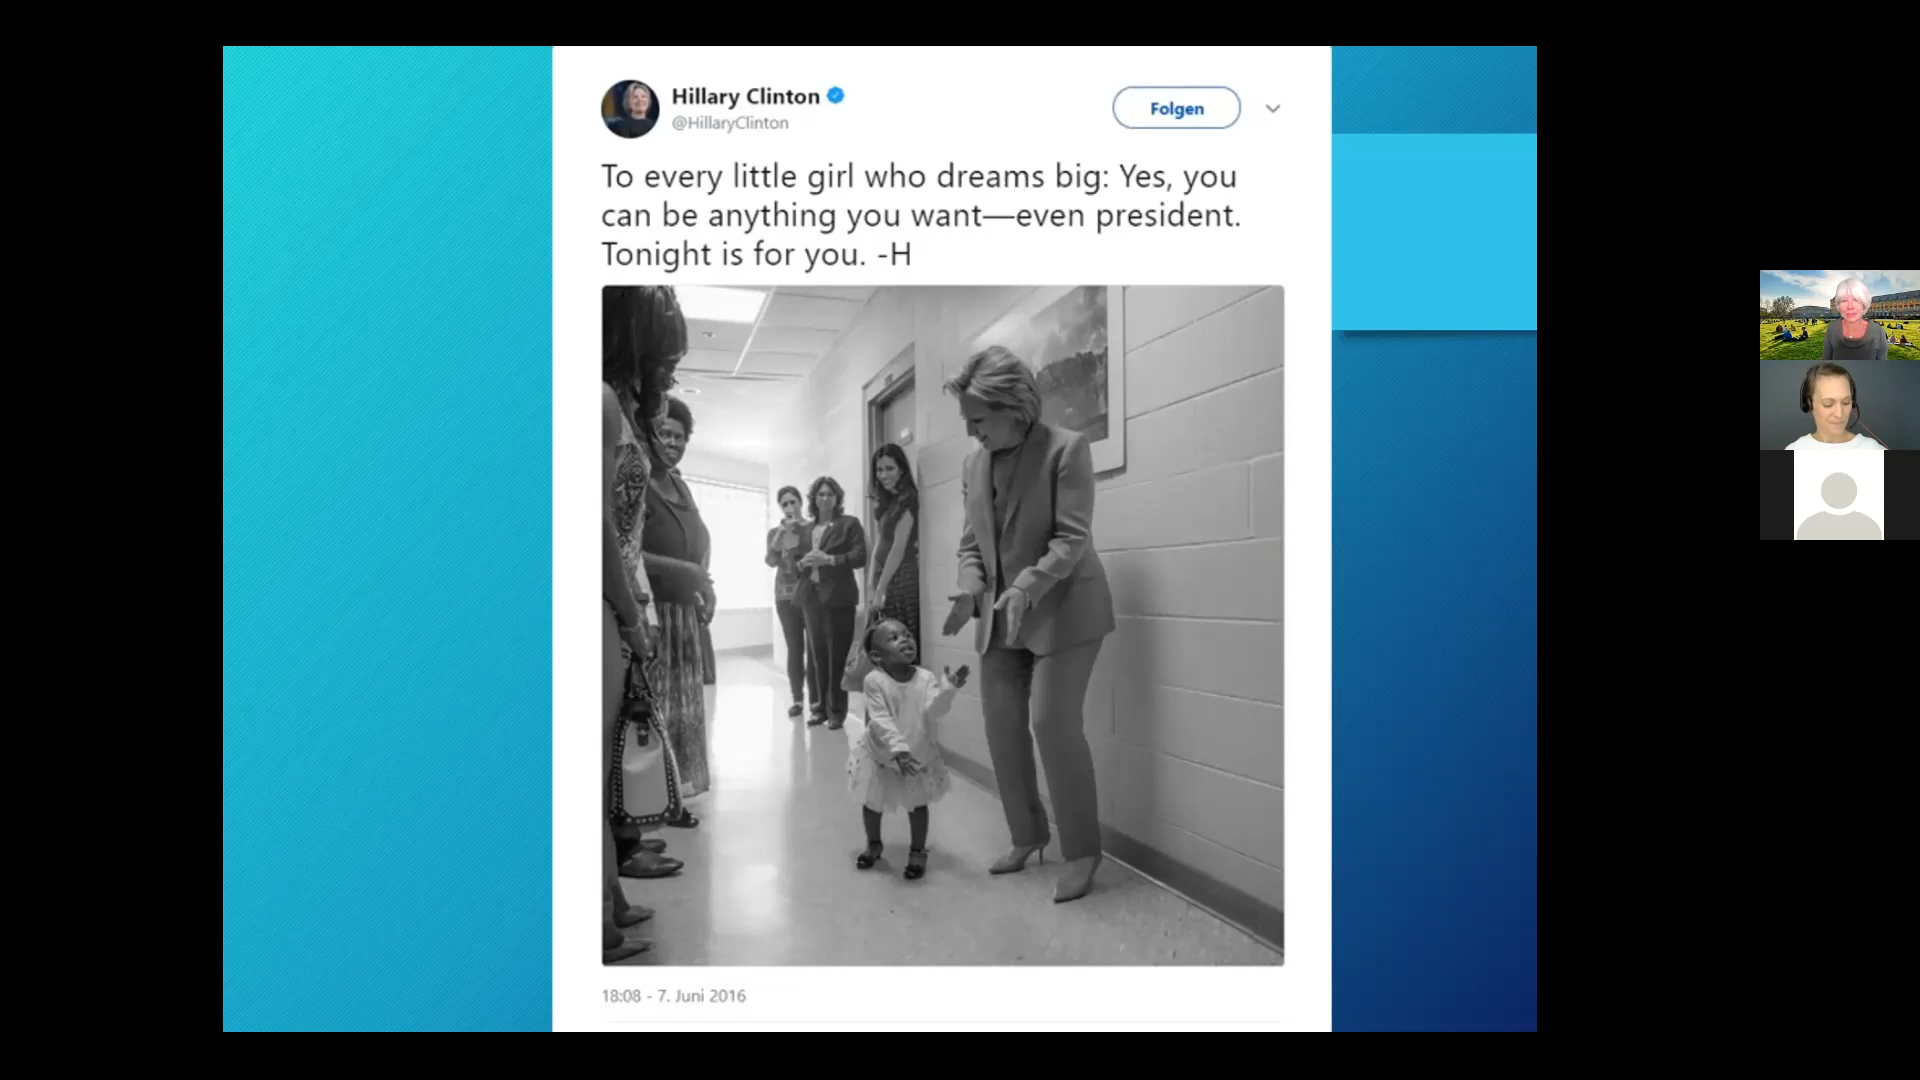 Hillary Clinton
@HillaryClinton
Folgen
To every little girl who dreams big: Yes, you
can be anything you want—even president.
Tonight is for you. -H
18:08 - 7. Juni 2016